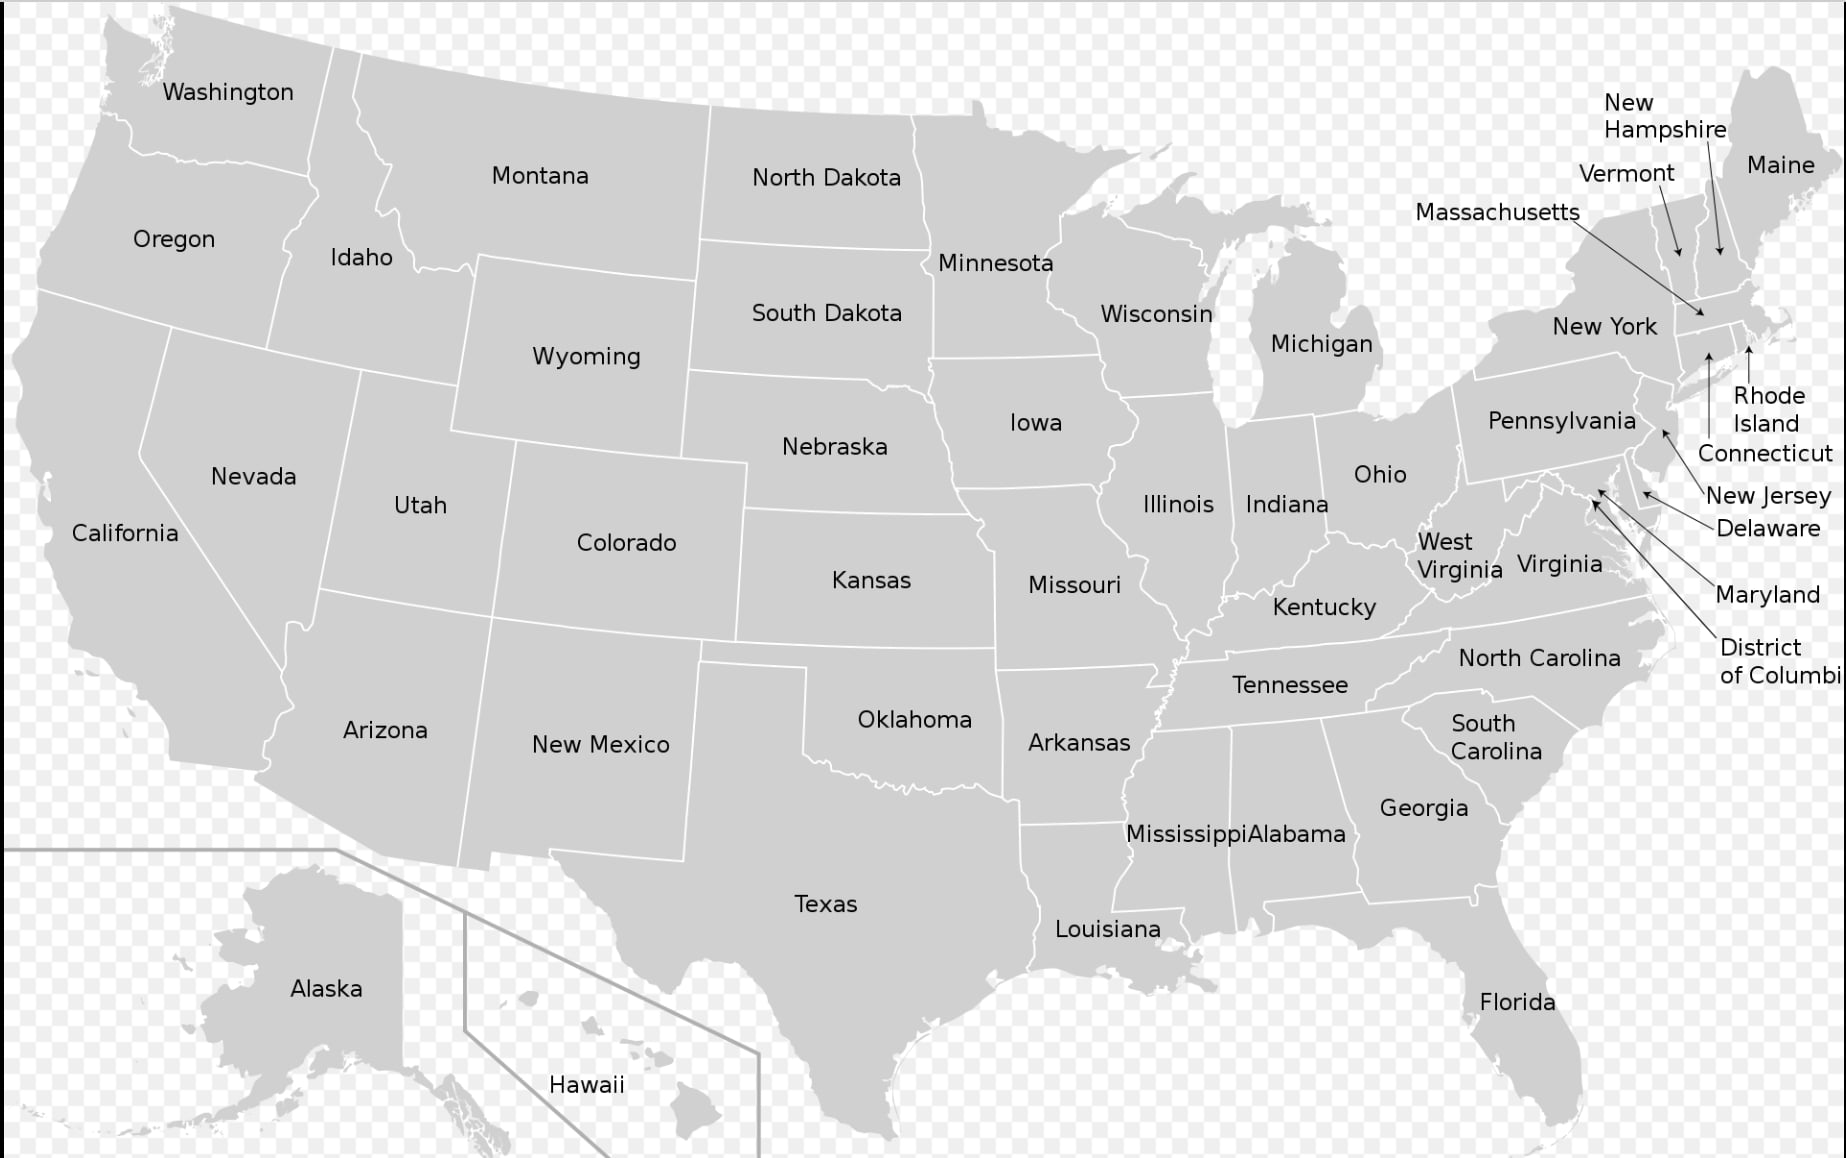 Washington
New
Hampshire
Maine
Vermont
Montana
North Dakota
Massachusetts
Oregon
Idaho
Minnesota
South Dakota
Wisconsin
New York
Michigan
Wyoming
Rhode
Island
Iowa
Pennsylvania
Nebraska
Connecticut
Ohio
Nevada
New Jersey
Utah
Illinois
Indiana
Delaware
California
Colorado
West
Virginia
Virginia
Kansas
Missouri
Maryland
Kentucky
District
of Columbi
North Carolina
Tennessee
Oklahoma
South
Carolina
Arizona
New Mexico
Arkansas
Georgia
Mississippi
Alabama
Texas
Louisiana
Alaska
Florida
Hawaii